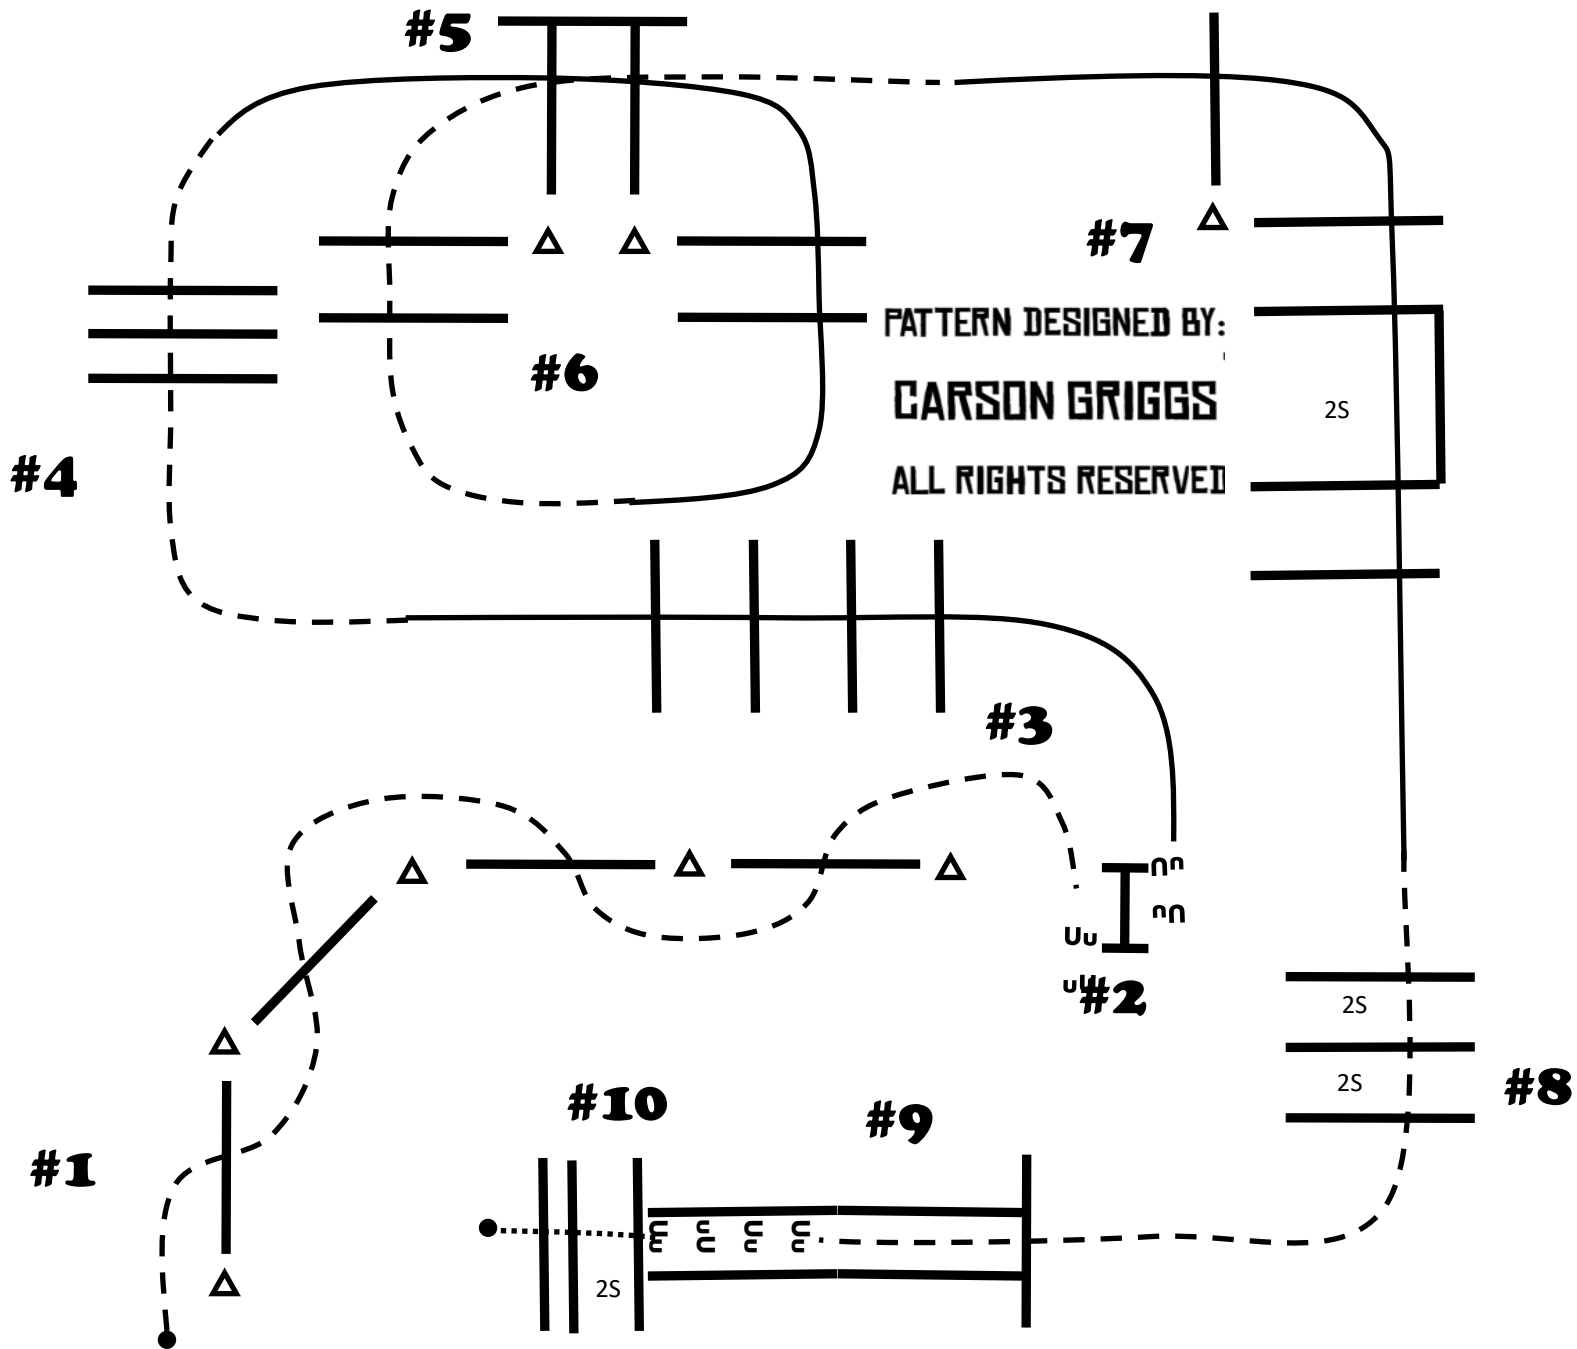 #5
#7
PATTERN DESIGNED BY:
#6
CARSON GRIGGS
2S
#4
ALL RIGHTS RESERVED
#3
#2
2S
2S
#8
#10
#9
#1
2S